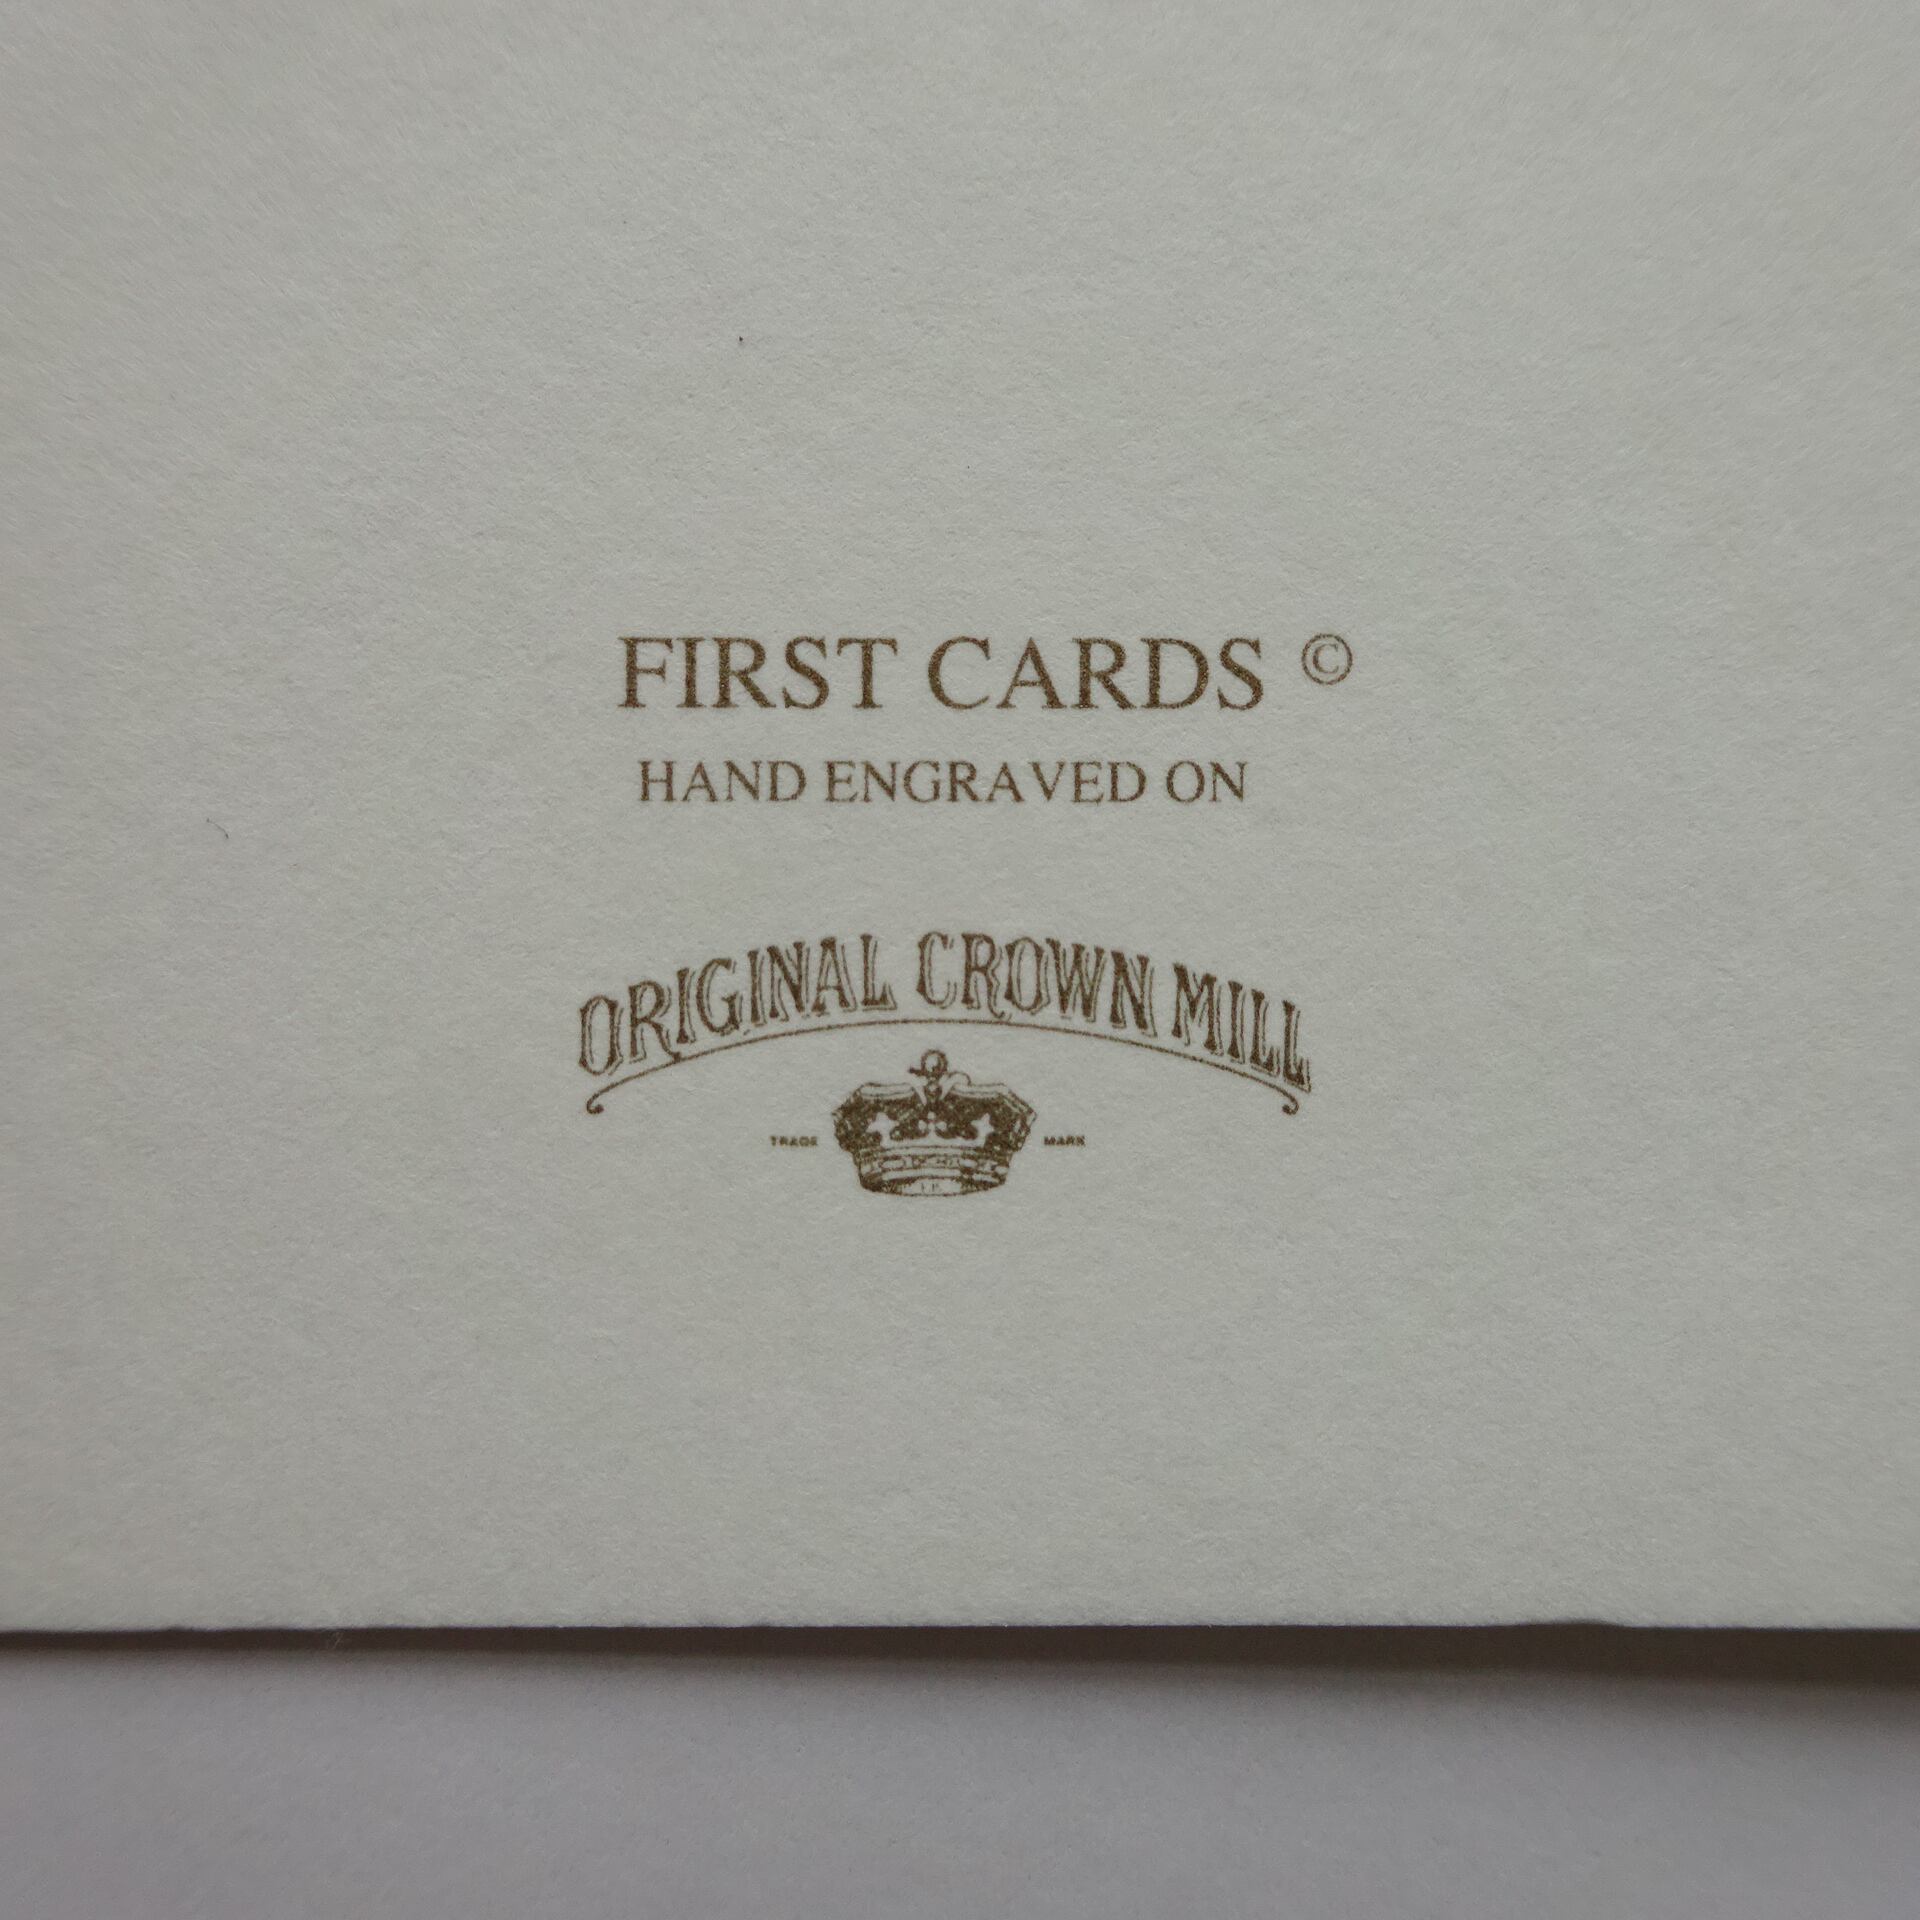 FIRST CARDS ©
HAND ENGRAVED ON
ORIGINAL CROWN MILL
TRADE MARK